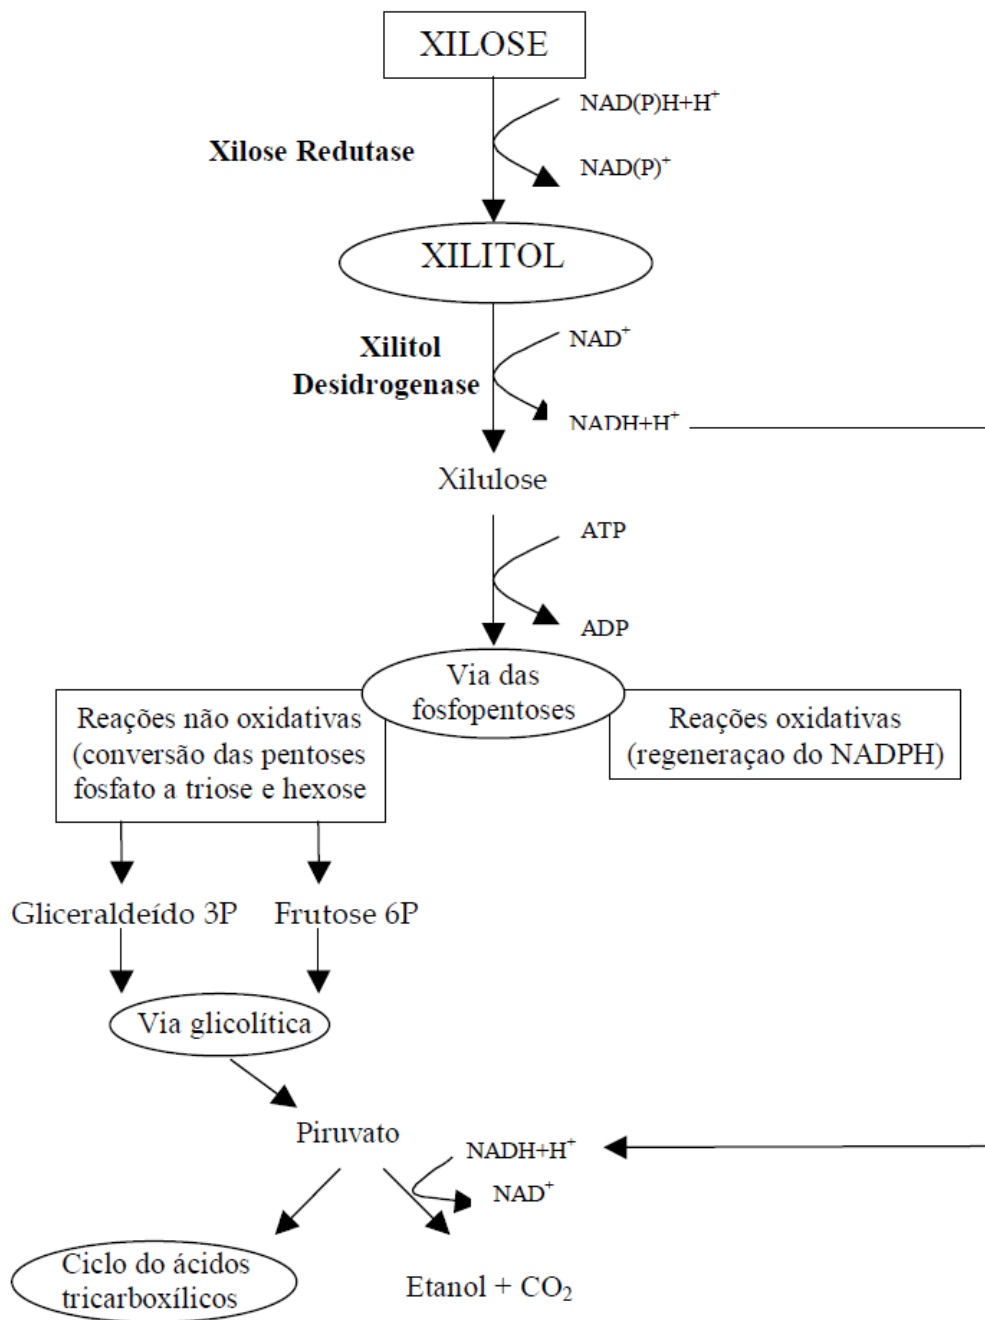 XILOSE
NAD(P)H+H⁺
Xilose Redutase
NAD(P)⁺
XILITOL
NAD⁺
Xilitol
Desidrogenase
NADH+H⁺
Xilulose
ATP
ADP
Via das
fosfopentoses
Reações não oxidativas
(conversão das pentoses
fosfato a triose e hexose
Reações oxidativas
(regeneraçao do NADPH)
Gliceraldeído 3P
Frutose 6P
Via glicolítica
Piruvato
NADH+H⁺
NAD⁺
Ciclo do ácidos
tricarboxílicos
Etanol + CO₂